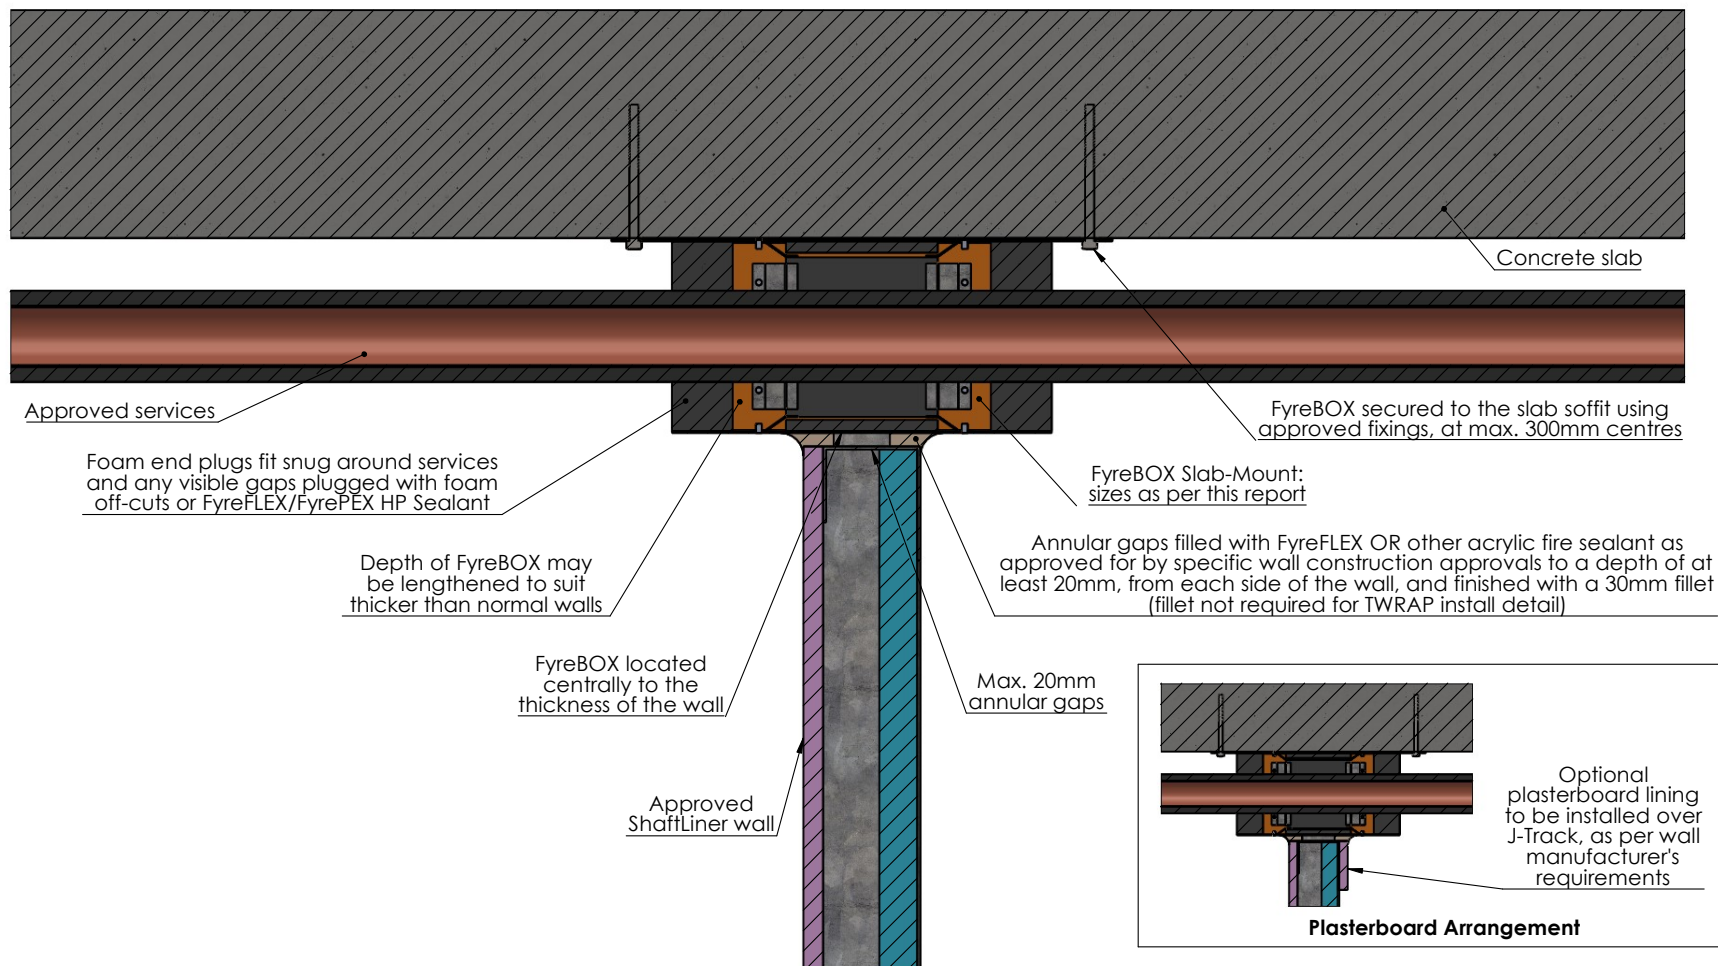 Concrete slab
Approved services
FyreBOX secured to the slab soffit using
approved fixings, at max. 300mm centres
Foam end plugs fit snug around services
and any visible gaps plugged with foam
off-cuts or FyreFLEX/FyrePEX HP Sealant
FyreBOX Slab-Mount:
sizes as per this report
Depth of FyreBOX may
be lengthened to suit
thicker than normal walls
Annular gaps filled with FyreFLEX OR other acrylic fire sealant as
approved for by specific wall construction approvals to a depth of at
least 20mm, from each side of the wall, and finished with a 30mm fillet
(fillet not required for TWRAP install detail)
FyreBOX located
centrally to the
thickness of the wall
Max. 20mm
annular gaps
Approved
ShaftLiner wall
Optional
plasterboard lining
to be installed over
J-Track, as per wall
manufacturer's
requirements
Plasterboard Arrangement